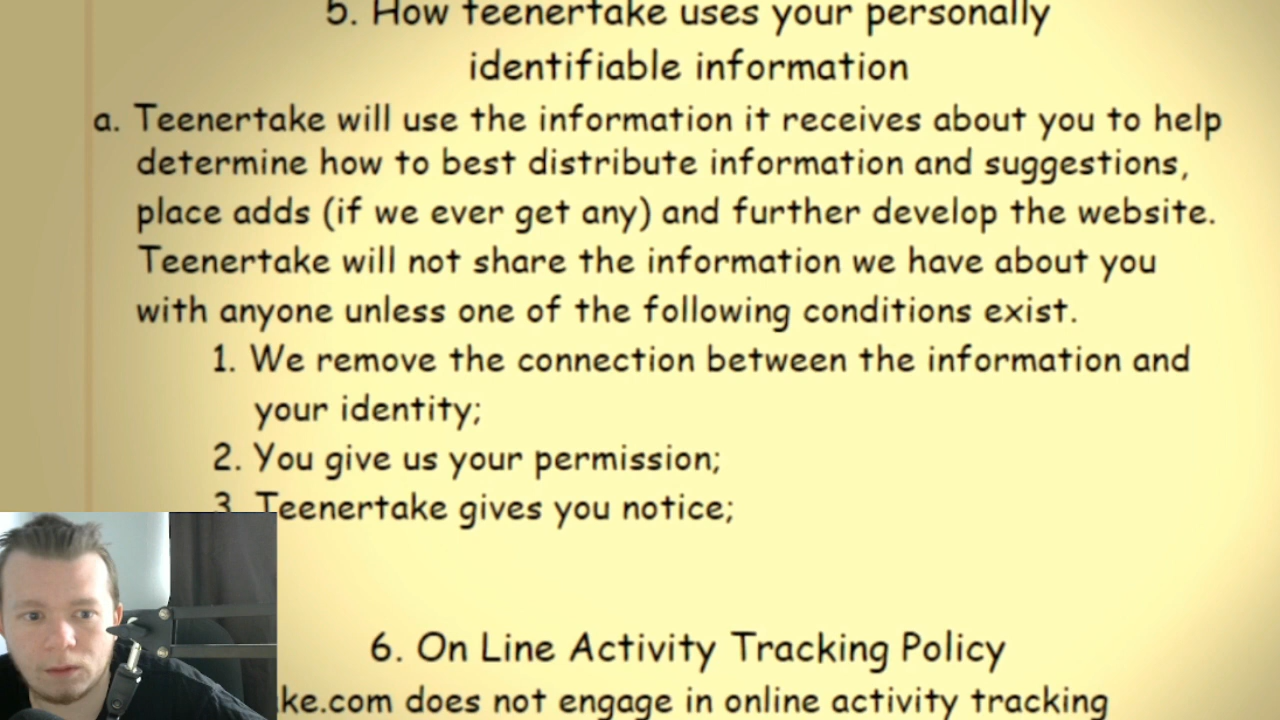 5. How teenertake uses your personally
identifiable information
a. Teenertake will use the information it receives about you to help
determine how to best distribute information and suggestions,
place adds (if we ever get any) and further develop the website.
Teenertake will not share the information we have about you
with anyone unless one of the following conditions exist.
1. We remove the connection between the information and
your identity;
2. You give us your permission;
3. Teenertake gives you notice;
6. On Line Activity Tracking Policy
ke.com does not engage in online activity tracking